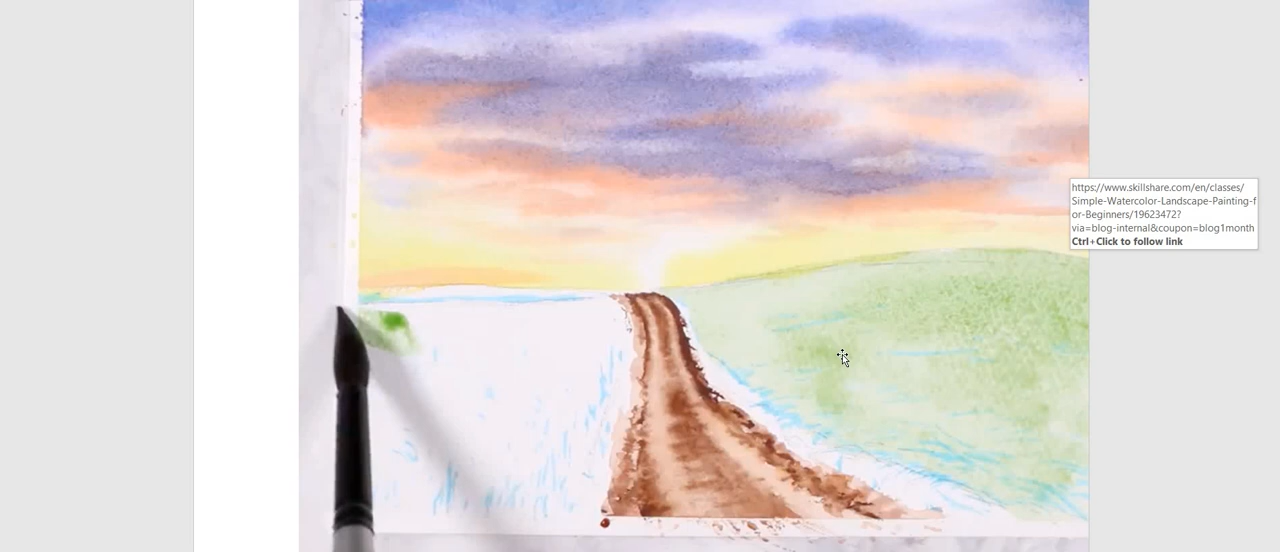 https://www.skillshare.com/en/classes/
Simple-Watercolor-Landscape-Painting-f
or-Beginners/19623472?
via=blog-internal&coupon=blog1month
Ctrl+Click to follow link